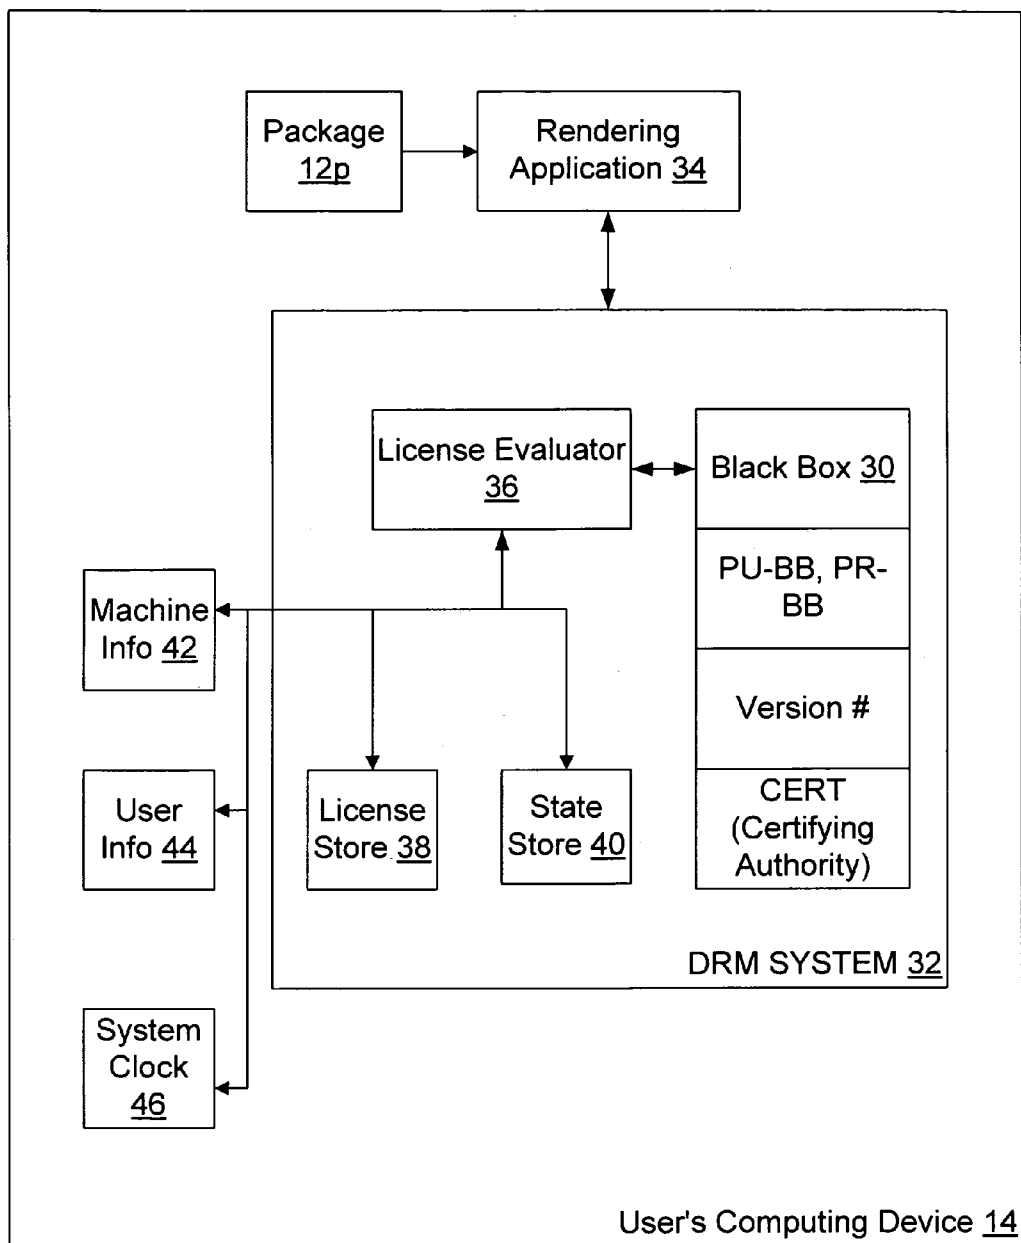 Package
12p
Rendering
Application 34
License Evaluator
36
Black Box 30
PU-BB, PR-
BB
Version #
CERT
(Certifying
Authority)
Machine
Info 42
User
Info 44
License
Store 38
State
Store 40
DRM SYSTEM 32
System
Clock
46
User's Computing Device 14